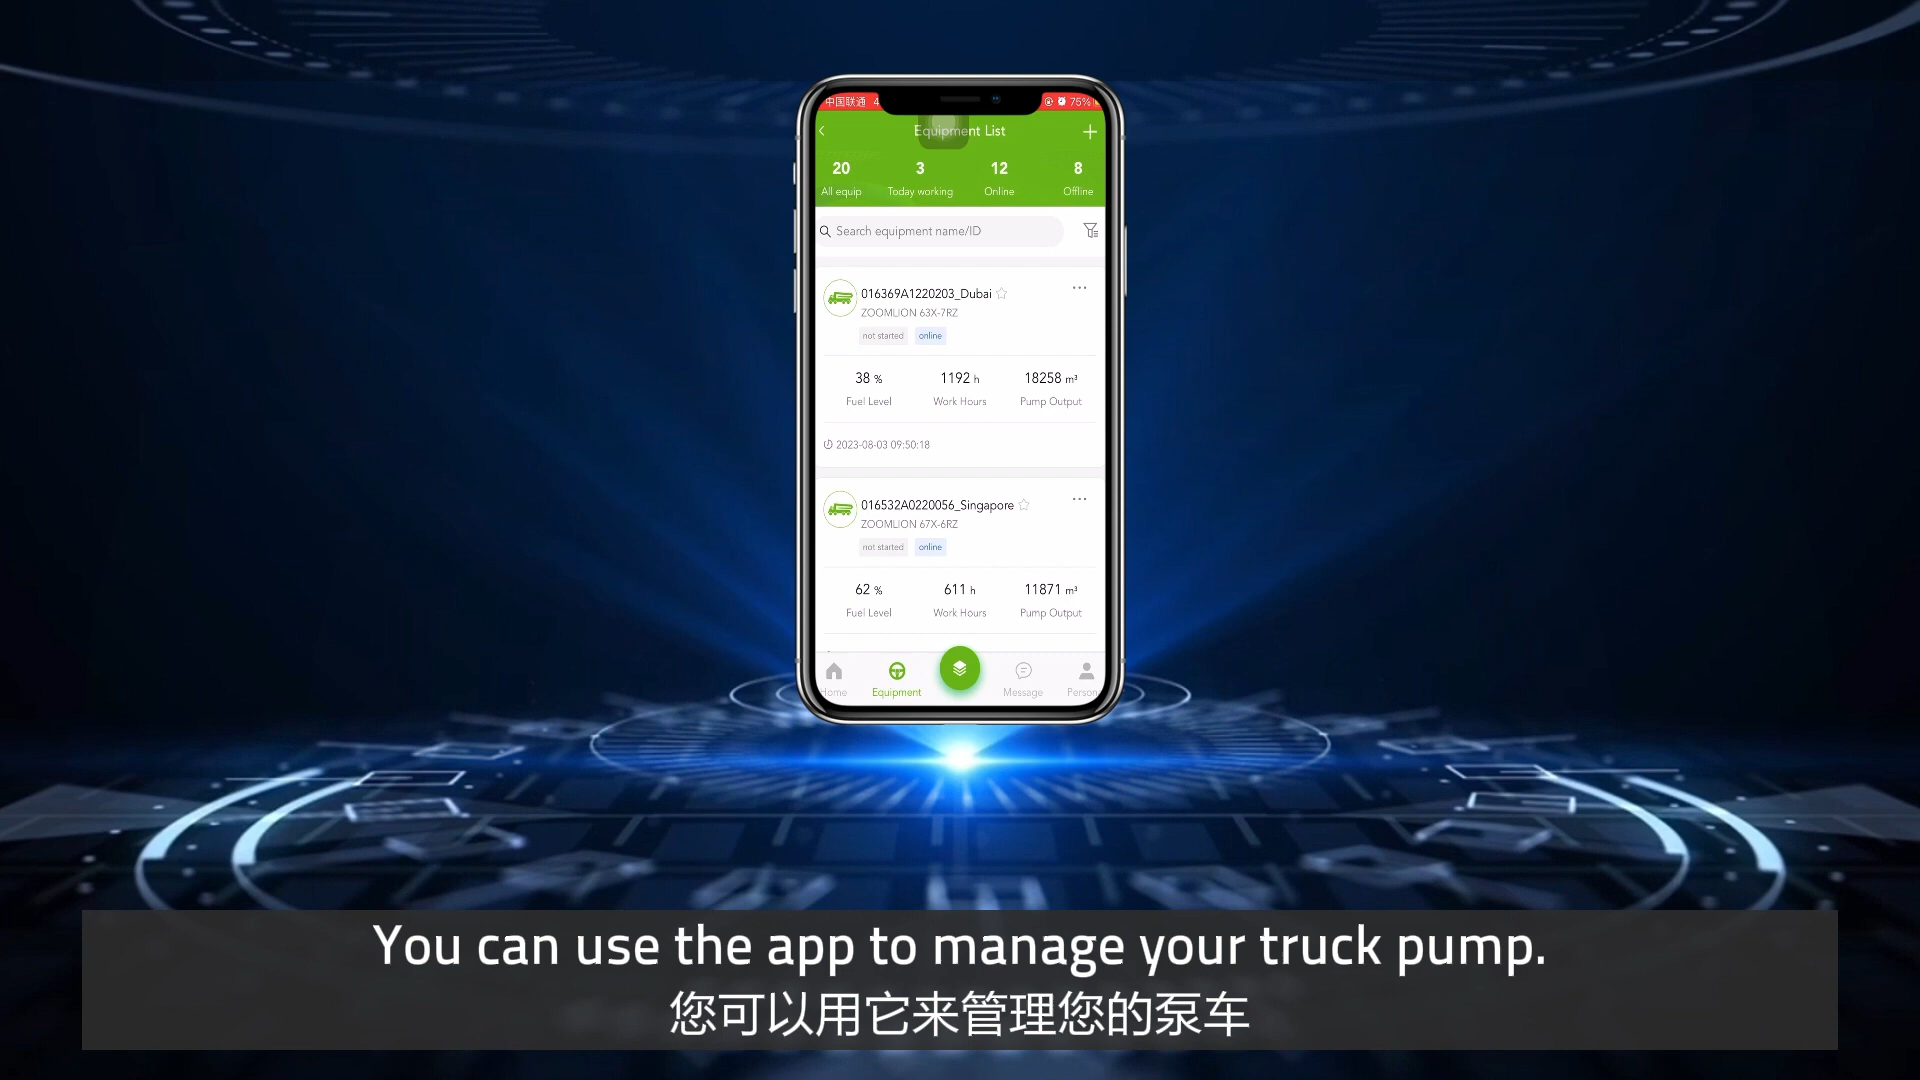 中国联通 4
75%
Equipment List
20 3 12 8
All equip Today working Online Offline
Search equipment name/ID
016369A1220203_Dubai
ZOOMLION 63X-7RZ
not started online
38 % 1192 h 18258 m³
Fuel Level Work Hours Pump Output
2023-08-03 09:50:18
016532A0220056_Singapore
ZOOMLION 67X-6RZ
not started online
62 % 611 h 11871 m³
Fuel Level Work Hours Pump Output
Home Equipment Message Person
You can use the app to manage your truck pump.
您可以用它来管理您的泵车